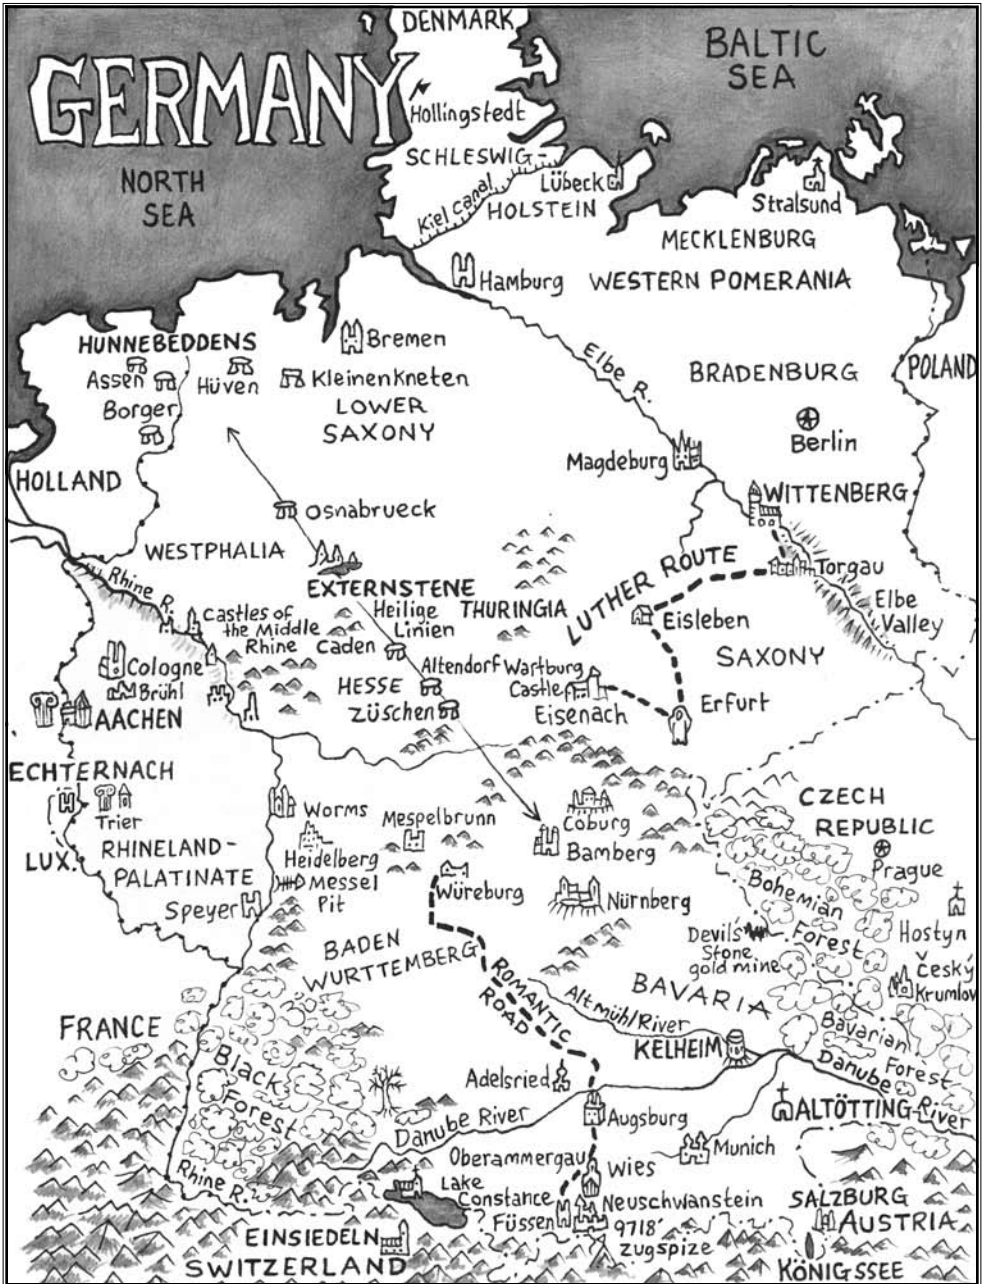 DENMARK
BALTIC
SEA
GERMANY
Hollingstedt
NORTH
SEA
SCHLESWIG-
Kiel Canal
Lübeck
HOLSTEIN
Stralsund
MECKLENBURG
Hamburg
WESTERN POMERANIA
HUNNEBEDDENS
Bremen
Assen
Hüven
Kleinenkneten
Elbe R.
BRADENBURG
POLAND
Borger
LOWER
SAXONY
Berlin
HOLLAND
Magdeburg
WITTENBERG
Osnabrueck
WESTPHALIA
LUTHER ROUTE
Torgau
Rhine R.
EXTERNSTENE
Heilige
Linien
THURINGIA
Elbe
Valley
Castles of
the Middle
Rhine
Caden
Eisleben
SAXONY
Cologne
Brühl
Altendorf
Wartburg
Castle
HESSE
Züschen
Eisenach
Erfurt
AACHEN
ECHTERNACH
Trier
Worms
Mespelbrunn
Coburg
CZECH
REPUBLIC
LUX.
RHINELAND-
PALATINATE
Heidelberg
Messel
Pit
Bamberg
Prague
Würeburg
Speyer
Nürnberg
Bohemian
Forest
Hostyn
BADEN
WURTTEMBERG
Devil's
Stone
gold mine
Český
Krumlov
ROMANTIC
ROAD
BAVARIA
FRANCE
Altmühl River
KELHEIM
Bavarian
Forest
Black
Forest
Adelsried
Danube
River
Danube River
Augsburg
ALTÖTTING
Oberammergau
Wies
Munich
Rhine R.
Lake
Constance
Neuschwanstein
SALZBURG
?
Füssen
9718'
Zugspize
AUSTRIA
EINSIEDELN
SWITZERLAND
KÖNIGSSEE